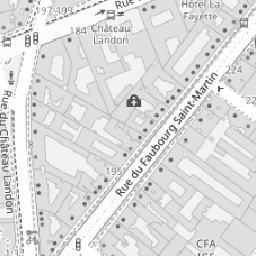 197-193
Rue
Hôtel La
Fayette
184
Château
Landon
224
Rue du Château Landon
Rue du Faubourg Saint-Martin
195
CFA